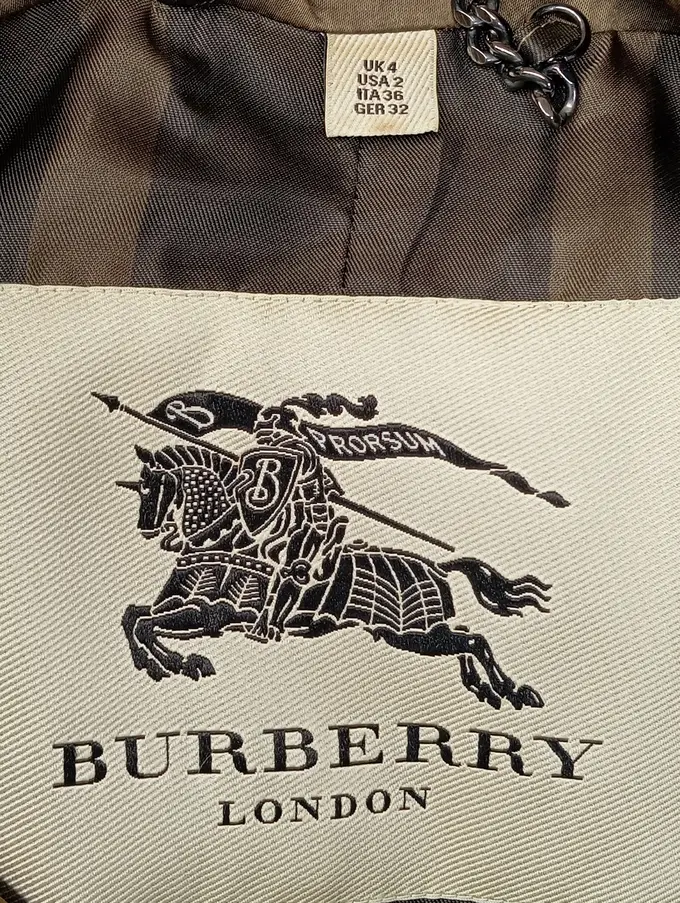 UK 4
USA 2
ITA 36
GER 32
B PRORSUM
B
BURBERRY
LONDON